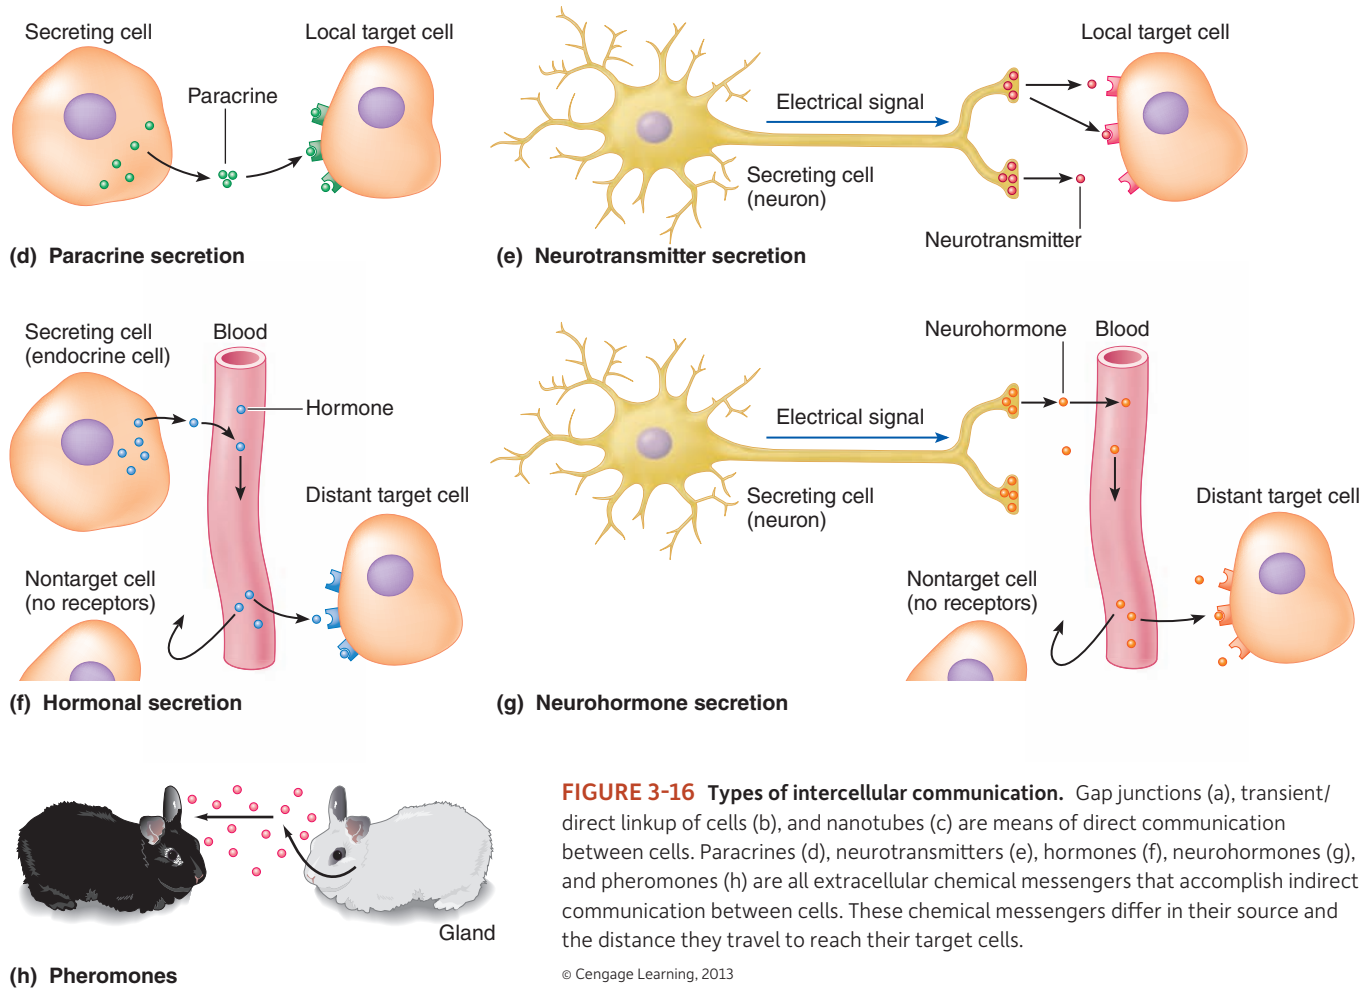 Secreting cell
Local target cell
Paracrine
(d) Paracrine secretion
Local target cell
Electrical signal
Secreting cell
(neuron)
Neurotransmitter
(e) Neurotransmitter secretion
Secreting cell
(endocrine cell)
Blood
Hormone
Distant target cell
Nontarget cell
(no receptors)
(f) Hormonal secretion
Neurohormone
Blood
Electrical signal
Secreting cell
(neuron)
Distant target cell
Nontarget cell
(no receptors)
(g) Neurohormone secretion
Gland
(h) Pheromones
FIGURE 3-16 Types of intercellular communication. Gap junctions (a), transient/
direct linkup of cells (b), and nanotubes (c) are means of direct communication
between cells. Paracrines (d), neurotransmitters (e), hormones (f), neurohormones (g),
and pheromones (h) are all extracellular chemical messengers that accomplish indirect
communication between cells. These chemical messengers differ in their source and
the distance they travel to reach their target cells.
© Cengage Learning, 2013